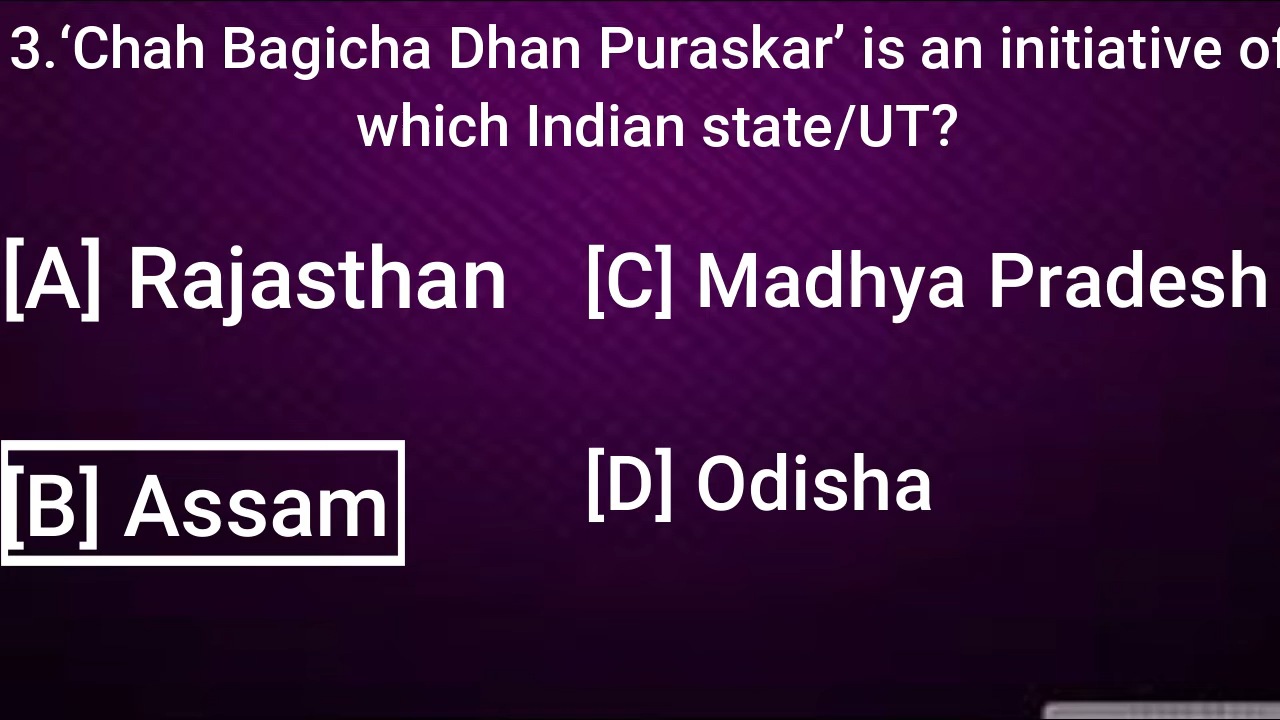 3.‘Chah Bagicha Dhan Puraskar’ is an initiative of
which Indian state/UT?
[A] Rajasthan
[C] Madhya Pradesh
[B] Assam
[D] Odisha